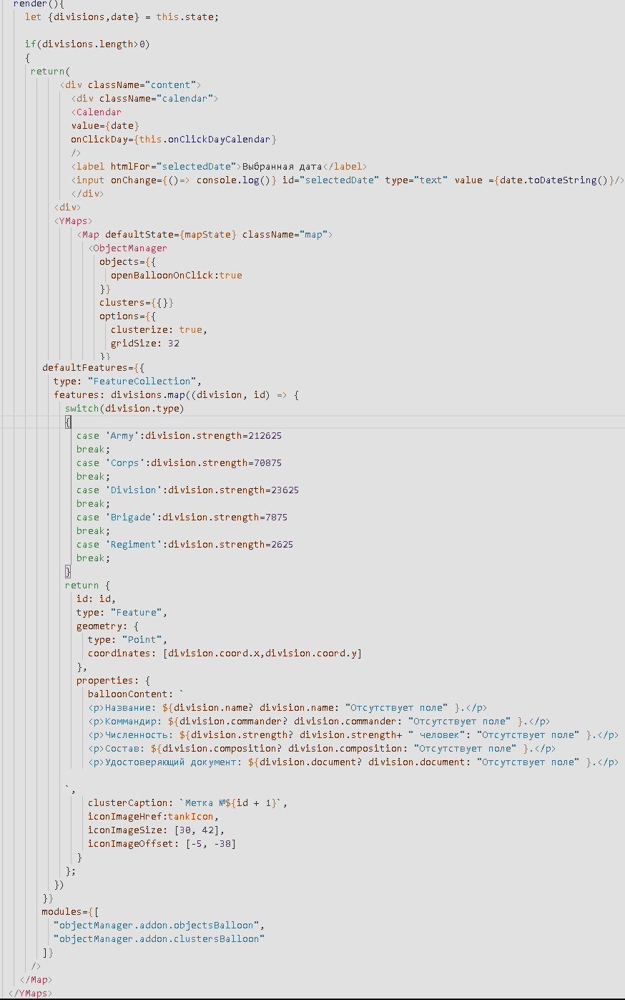 render(){
let {divisions,date} = this.state;
if(divisions.length>0)
{
return(
<div className="content">
<div className="calendar">
<Calendar
value={date}
onClickDay={this.onClickDayCalendar}
/>
<label htmlFor="selectedDate">Выбранная дата</label>
<input onChange={()=> console.log()} id="selectedDate" type="text" value ={date.toDateString()}/>
</div>
<div>
<YMaps>
<Map defaultState={mapState} className="map">
<ObjectManager
objects={{
openBalloonOnClick:true
}}
clusters={{}}
options={{
clusterize: true,
gridSize: 32
}}
defaultFeatures={{
type: "FeatureCollection",
features: divisions.map((division, id) => {
switch(division.type)
{
case 'Army':division.strength=212625
break;
case 'Corps':division.strength=70875
break;
case 'Division':division.strength=23625
break;
case 'Brigade':division.strength=7875
break;
case 'Regiment':division.strength=2625
break;
}
return {
id: id,
type: "Feature",
geometry: {
type: "Point",
coordinates: [division.coord.x,division.coord.y]
},
properties: {
balloonContent: `
<p>Название: ${division.name? division.name: "Отсутствует поле" }.</p>
<p>Коммандир: ${division.commander? division.commander: "Отсутствует поле" }.</p>
<p>Численность: ${division.strength? division.strength+ " человек": "Отсутствует поле" }.</p>
<p>Состав: ${division.composition? division.composition: "Отсутствует поле" }.</p>
<p>Удостоверяющий документ: ${division.document? division.document: "Отсутствует поле" }.</p>
`,
clusterCaption: `Метка №${id + 1}`,
iconImageHref:tankIcon,
iconImageSize: [30, 42],
iconImageOffset: [-5, -38]
}
};
})
}}
modules={[
"objectManager.addon.objectsBalloon",
"objectManager.addon.clustersBalloon"
]}
/>
</Map>
</YMaps>